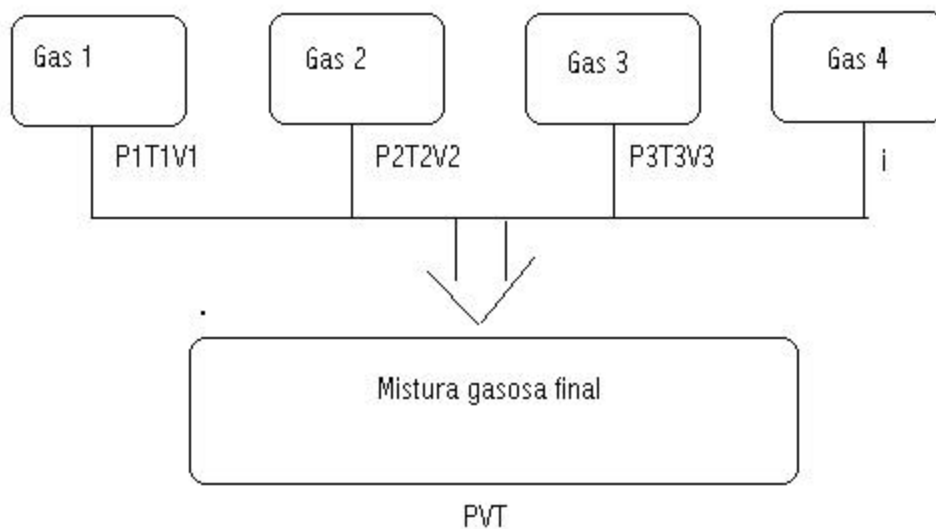 Gas 1
Gas 2
Gas 3
Gas 4
P1T1V1
P2T2V2
P3T3V3
i
Mistura gasosa final
PVT